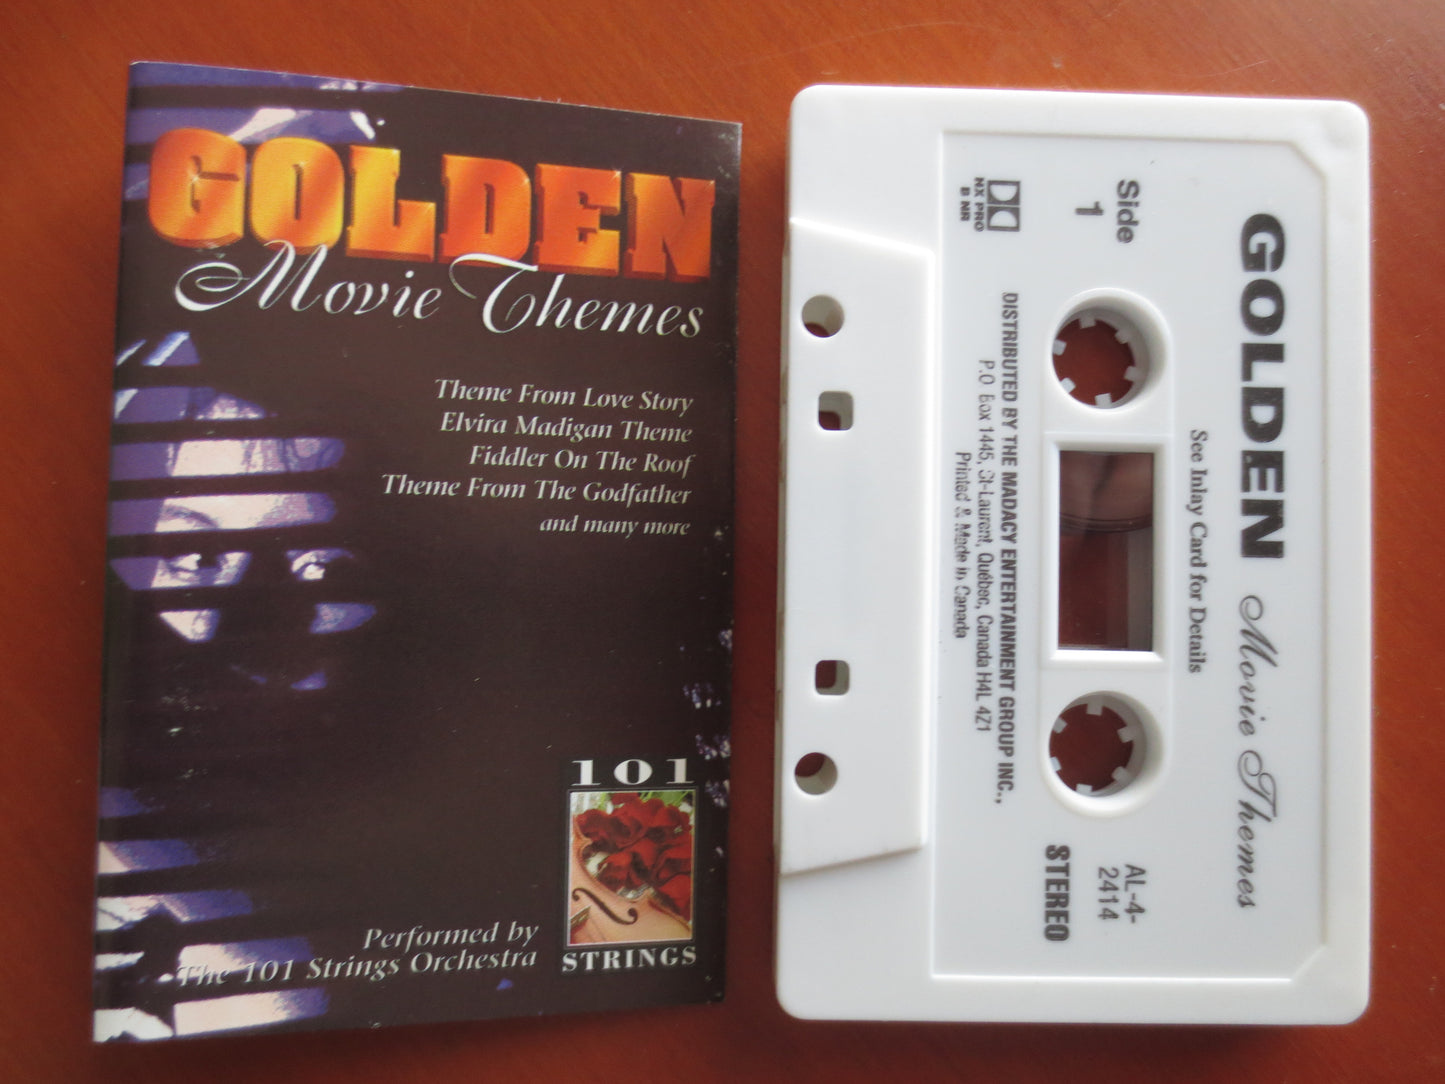 GOLDEN
Movie Themes
Theme From Love Story
Elvira Madigan Theme
Fiddler On The Roof
Theme From The Godfather
and many more
101
STRINGS
Performed by
The 101 Strings Orchestra
GOLDEN Movie Themes
See Inlay Card for Details
Side
1
AL-4-
2414
STEREO
HX PRO
B NR
DISTRIBUTED BY THE MADACY ENTERTAINMENT GROUP INC.,
P.O. Box 1445, St-Laurent, Québec, Canada H4L 4Z1
Printed & Made in Canada